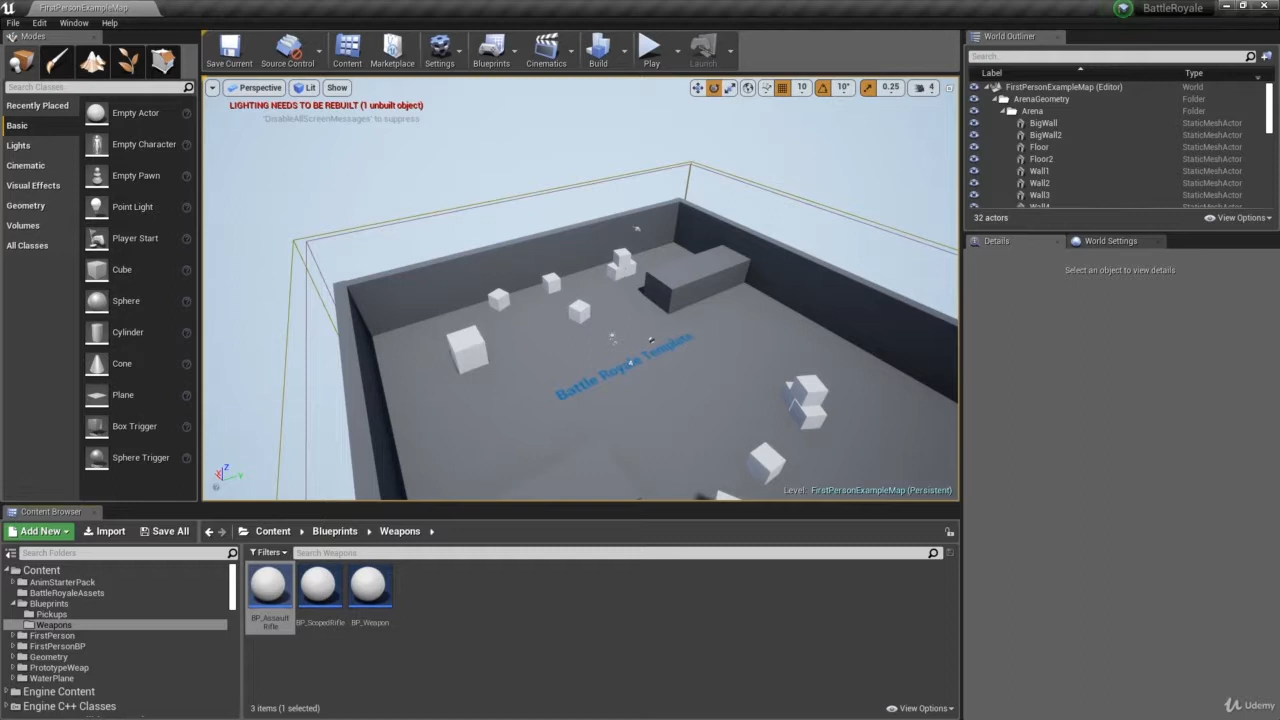 FirstPersonExampleMap
BattleRoyale
File Edit Window Help
Modes
World Outliner
Save Current
Source Control
Content
Marketplace
Settings
Blueprints
Cinematics
Build
Play
Launch
Search...
Search Classes
Label Type
Perspective Lit Show
10 10° 0.25 4
FirstPersonExampleMap (Editor) World
ArenaGeometry Folder
Arena Folder
BigWall StaticMeshActor
BigWall2 StaticMeshActor
Floor StaticMeshActor
Floor2 StaticMeshActor
Wall1 StaticMeshActor
Wall2 StaticMeshActor
Wall3 StaticMeshActor
Wall4 StaticMeshActor
32 actors
View Options
LIGHTING NEEDS TO BE REBUILT (1 unbuilt object)
'DisableAllScreenMessages' to suppress
Recently Placed
Basic
Lights
Cinematic
Visual Effects
Geometry
Volumes
All Classes
Empty Actor
Empty Character
Empty Pawn
Point Light
Player Start
Cube
Sphere
Cylinder
Cone
Plane
Box Trigger
Sphere Trigger
Details
World Settings
Select an object to view details
Battle Royale Template
X Z Y
Level: FirstPersonExampleMap (Persistent)
Content Browser
Add New
Import
Save All
Content Blueprints Weapons
Search Folders
Filters
Search Weapons
Content
AnimStarterPack
BattleRoyaleAssets
Blueprints
Pickups
Weapons
FirstPerson
FirstPersonBP
Geometry
PrototypeWeap
WaterPlane
Engine Content
Engine C++ Classes
BP_Assault
Rifle
BP_ScopedRifle
BP_Weapon
3 items (1 selected)
View Options
Udemy